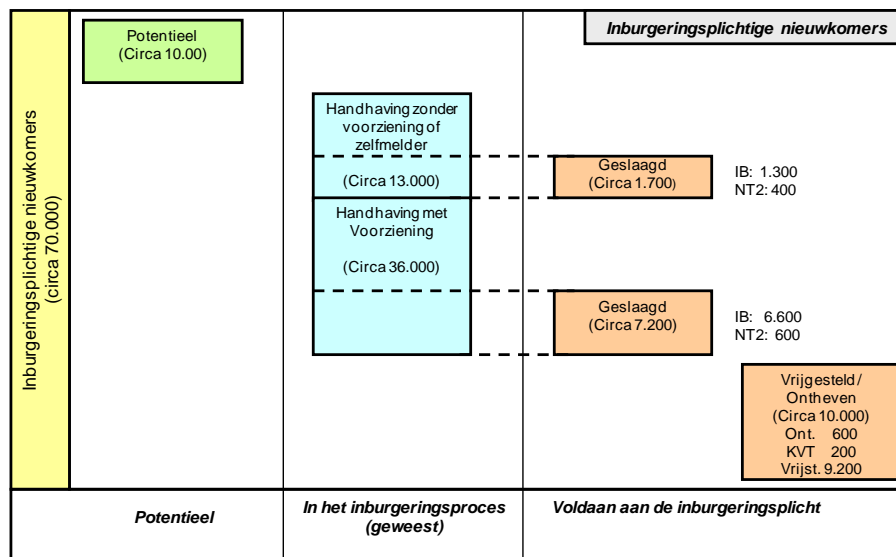 Inburgeringsplichtige nieuwkomers
Potentieel
(Circa 10.00)
Inburgeringsplichtige nieuwkomers
(circa 70.000)
Handhaving zonder
voorziening of
zelfmelder
(Circa 13.000)
Geslaagd
(Circa 1.700)
IB: 1.300
NT2: 400
Handhaving met
Voorziening
(Circa 36.000)
Geslaagd
(Circa 7.200)
IB: 6.600
NT2: 600
Vrijgesteld/
Ontheven
(Circa 10.000)
Ont. 600
KVT 200
Vrijst. 9.200
Potentieel
In het inburgeringsproces
(geweest)
Voldaan aan de inburgeringsplicht